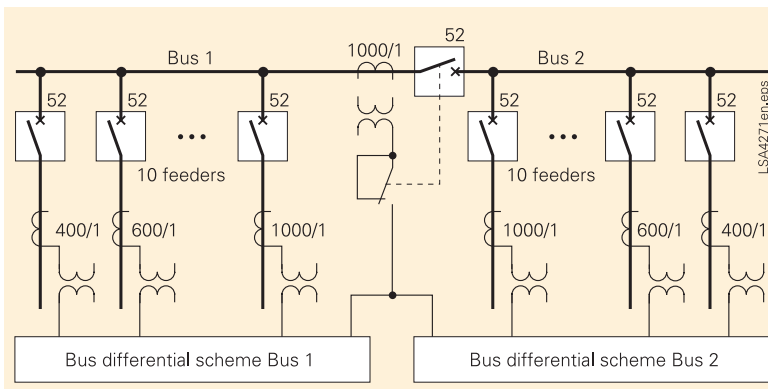 52
1000/1
Bus 1
Bus 2
52
52
52
52
52
52
LSA4271en.eps
...
...
10 feeders
10 feeders
400/1
600/1
1000/1
1000/1
600/1
400/1
Bus differential scheme Bus 1
Bus differential scheme Bus 2